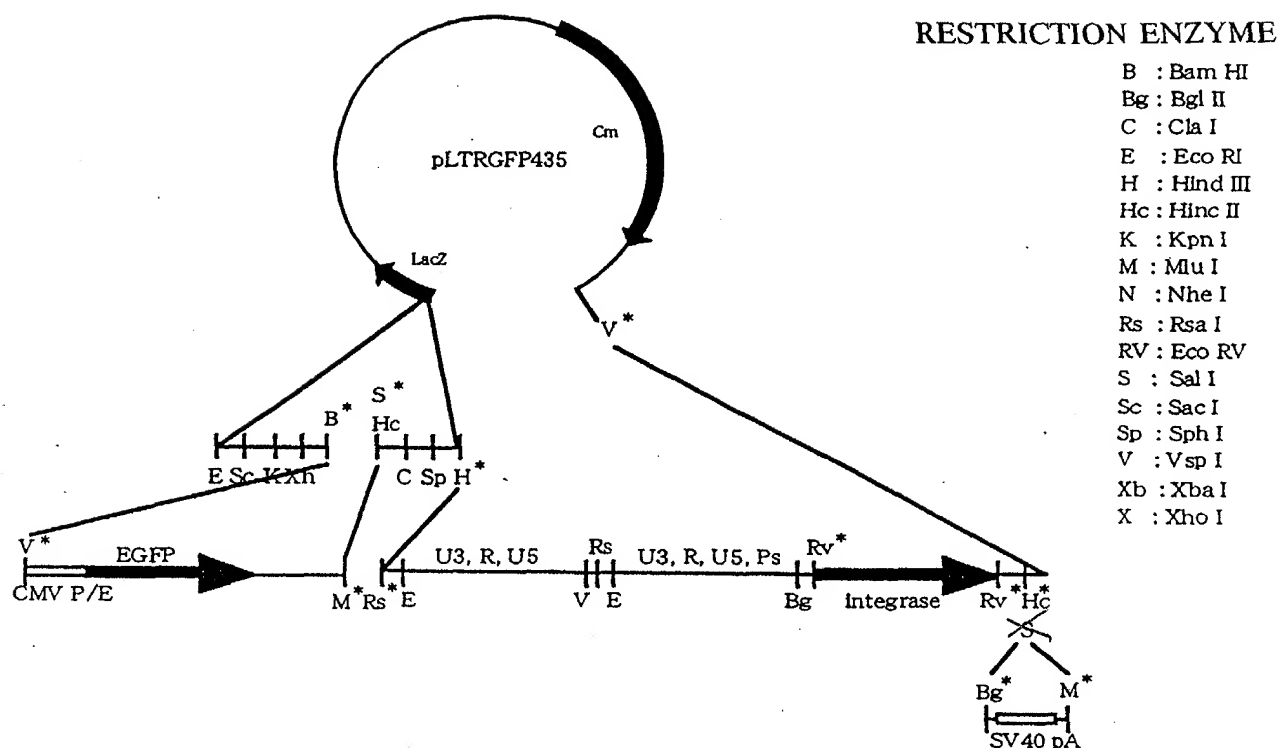 RESTRICTION ENZYME
B : Bam HI
Bg : Bgl II
C : Cla I
E : Eco RI
H : Hind III
Hc : Hinc II
K : Kpn I
M : Mlu I
N : Nhe I
Rs : Rsa I
RV : Eco RV
S : Sal I
Sc : Sac I
Sp : Sph I
V : Vsp I
Xb : Xba I
X : Xho I
Cm
pLTRGFP435
LacZ
V*
B* S*
Hc
E Sc K Xh C Sp H*
V* EGFP U3, R, U5 Rs U3, R, U5, Ps Rv*
CMV P/E M* Rs* E V E Bg Integrase Rv* Hc*
S
Bg* M*
SV40 pA